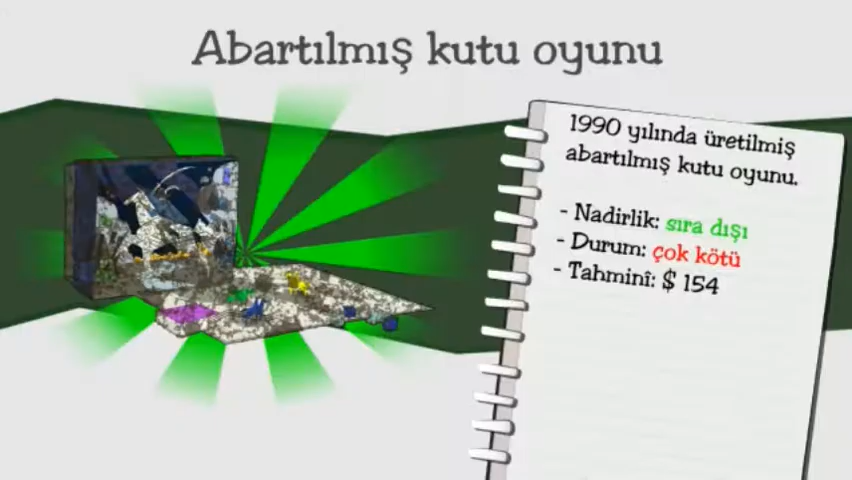 Abartılmış kutu oyunu
1990 yılında üretilmiş
abartılmış kutu oyunu.
- Nadirlik: sıra dışı
- Durum: çok kötü
- Tahminî: $ 154